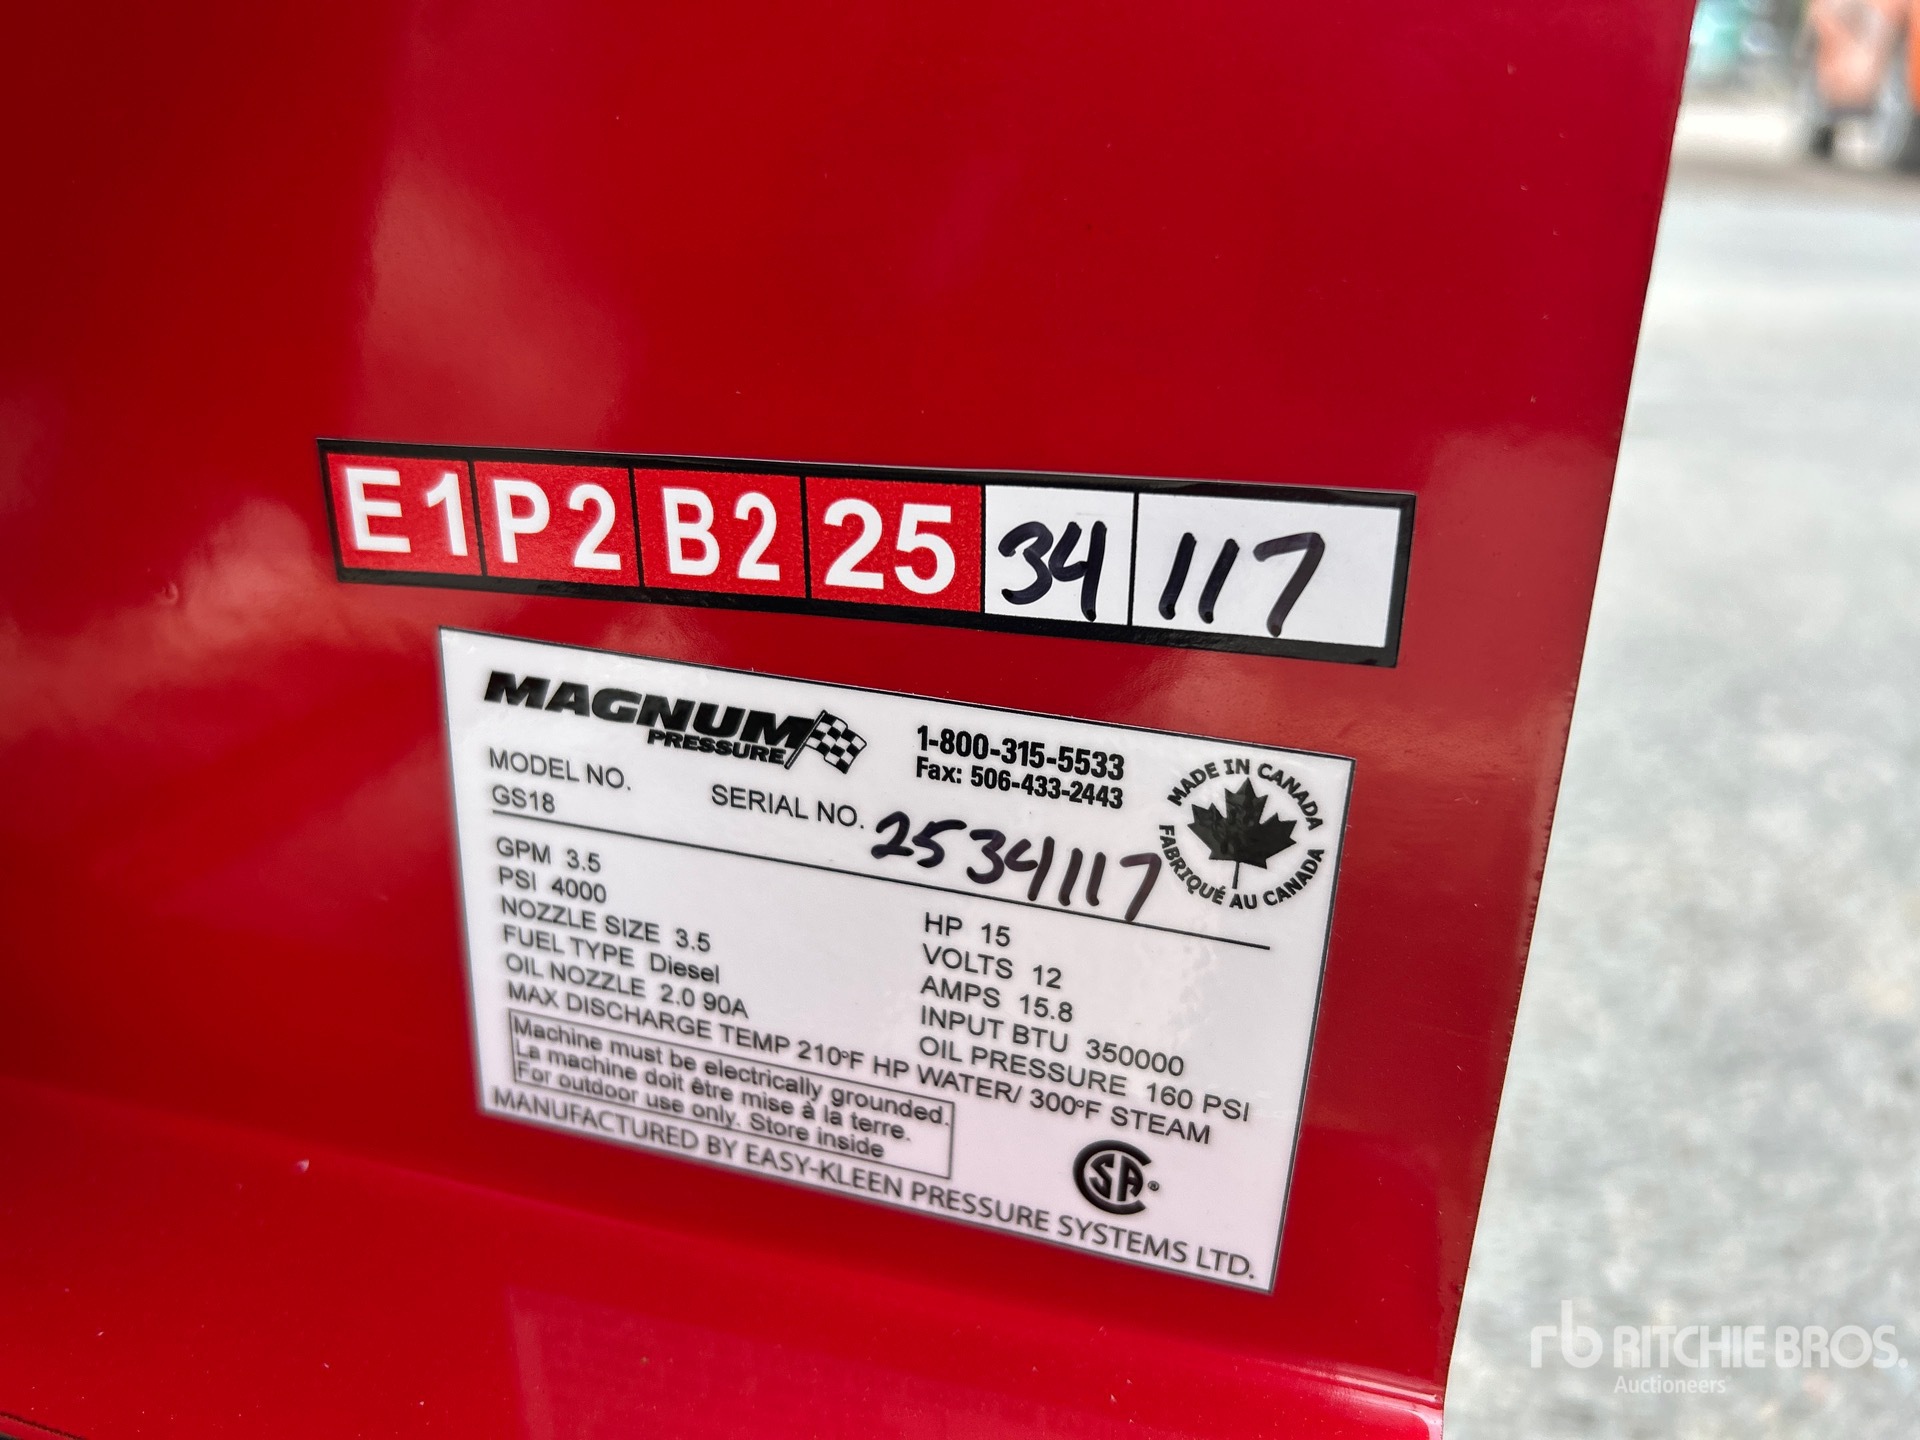 E1 P2 B2 25 34 117
MAGNUM
PRESSURE
1-800-315-5533
Fax: 506-433-2443
MADE IN CANADA
FABRIQUÉ AU CANADA
MODEL NO.
GS18
SERIAL NO. 2534117
GPM 3.5
PSI 4000
NOZZLE SIZE 3.5
FUEL TYPE Diesel
OIL NOZZLE 2.0 90A
HP 15
VOLTS 12
AMPS 15.8
INPUT BTU 350000
OIL PRESSURE 160 PSI
MAX DISCHARGE TEMP 210°F HP WATER/ 300°F STEAM
Machine must be electrically grounded.
La machine doit être mise à la terre.
For outdoor use only. Store inside
CSA®
MANUFACTURED BY EASY-KLEEN PRESSURE SYSTEMS LTD.
rb RITCHIE BROS.
Auctioneers